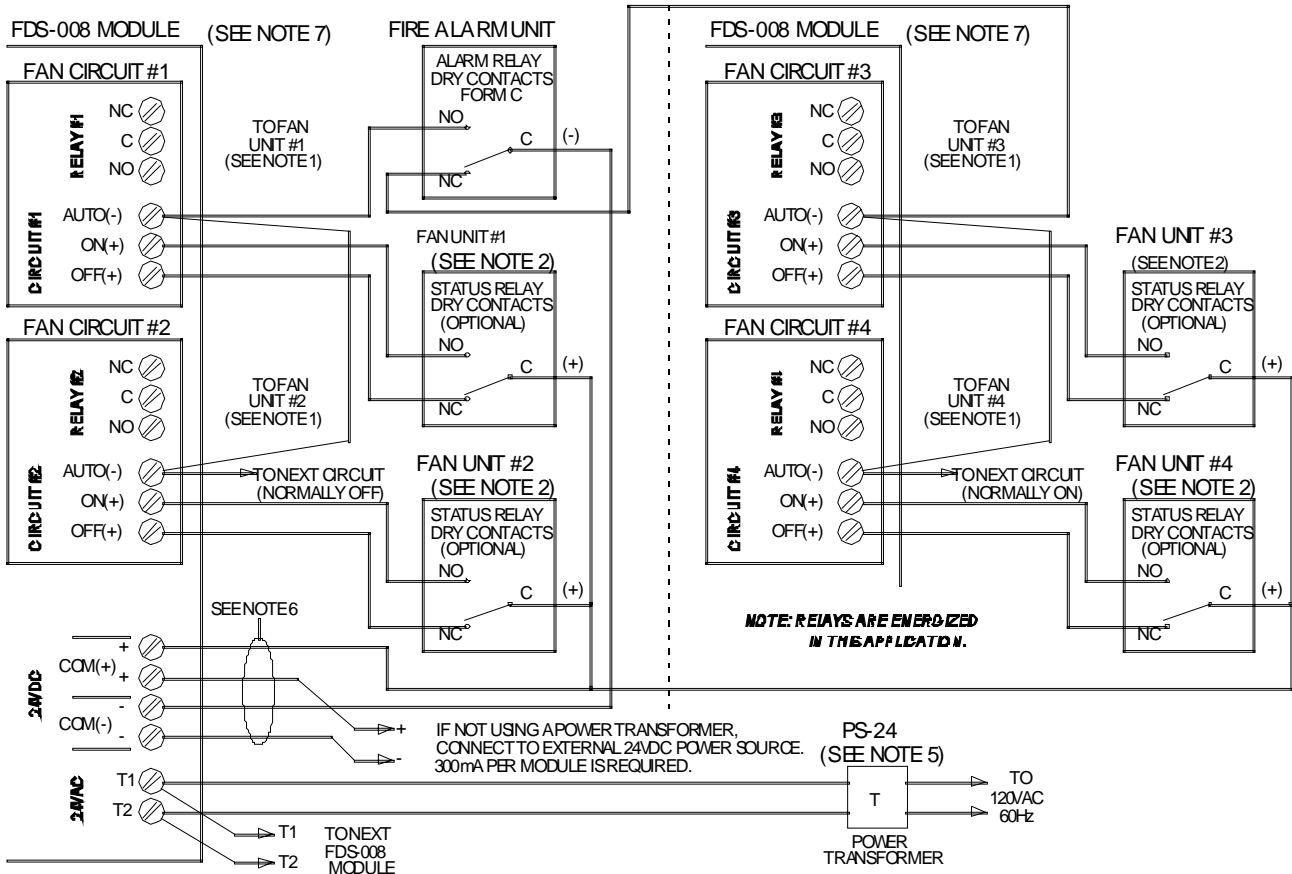 FDS-008 MODULE (SEE NOTE 7)
FAN CIRCUIT #1
NC
C
NO
RELAY #1
TO FAN
UNIT #1
(SEE NOTE 1)
AUTO(-)
ON(+)
OFF(+)
CIRCUIT #1
FAN CIRCUIT #2
NC
C
NO
RELAY #2
TO FAN
UNIT #2
(SEE NOTE 1)
AUTO(-)
ON(+)
OFF(+)
CIRCUIT #2
TO NEXT CIRCUIT
(NORMALLY OFF)
FIRE ALARM UNIT
ALARM RELAY
DRY CONTACTS
FORM C
NO
C (-)
NC
FAN UNIT #1
(SEE NOTE 2)
STATUS RELAY
DRY CONTACTS
(OPTIONAL)
NO
C (+)
NC
FAN UNIT #2
(SEE NOTE 2)
STATUS RELAY
DRY CONTACTS
(OPTIONAL)
NO
C (+)
NC
FDS-008 MODULE (SEE NOTE 7)
FAN CIRCUIT #3
NC
C
NO
RELAY #3
TO FAN
UNIT #3
(SEE NOTE 1)
AUTO(-)
ON(+)
OFF(+)
CIRCUIT #3
FAN CIRCUIT #4
NC
C
NO
RELAY #4
TO FAN
UNIT #4
(SEE NOTE 1)
AUTO(-)
ON(+)
OFF(+)
CIRCUIT #4
TO NEXT CIRCUIT
(NORMALLY ON)
FAN UNIT #3
(SEE NOTE 2)
STATUS RELAY
DRY CONTACTS
(OPTIONAL)
NO
C (+)
NC
FAN UNIT #4
(SEE NOTE 2)
STATUS RELAY
DRY CONTACTS
(OPTIONAL)
NO
C (+)
NC
NOTE: RELAYS ARE ENERGIZED
IN THIS APPLICATION.
SEE NOTE 6
24VDC
+
COM(+)
+
-
COM(-)
-
+
-
IF NOT USING A POWER TRANSFORMER,
CONNECT TO EXTERNAL 24VDC POWER SOURCE.
300mA PER MODULE IS REQUIRED.
24VAC
T1
T2
T1
T2
TO NEXT
FDS-008
MODULE
PS-24
(SEE NOTE 5)
T
POWER
TRANSFORMER
TO
120VAC
60Hz